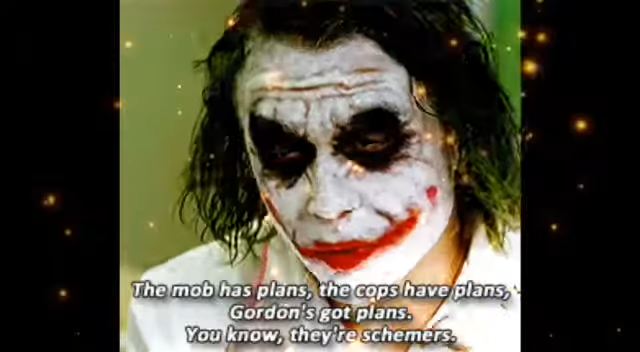 The mob has plans, the cops have plans,
Gordon's got plans.
You know, they're schemers.